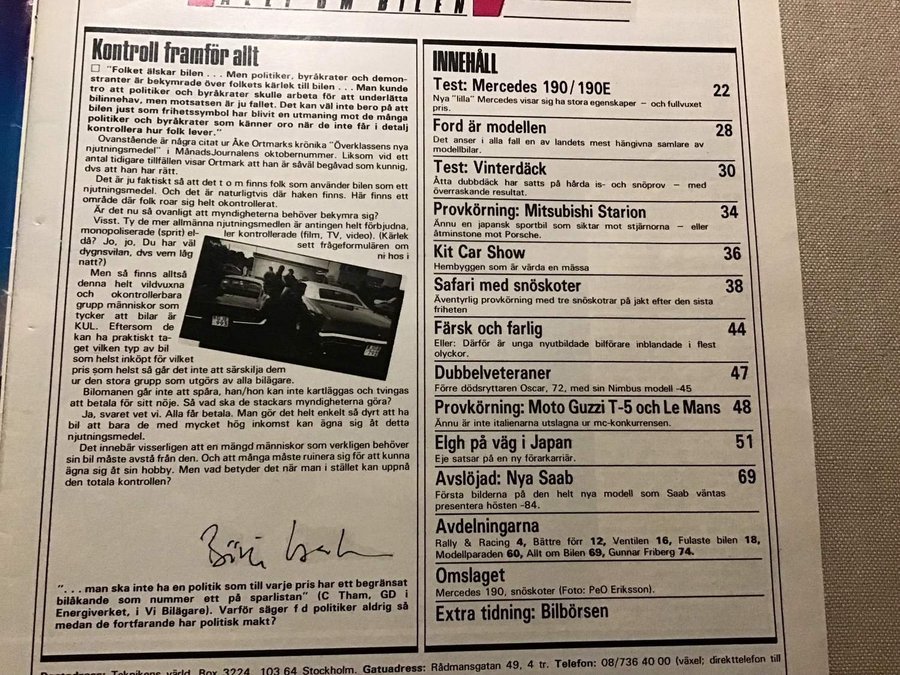 ALLT OM BILEN
Kontroll framför allt
□ "Folket älskar bilen . . . Men politiker, byråkrater och demon-
stranter är bekymrade över folkets kärlek till bilen . . . Man kunde
tro att politiker och byråkrater skulle arbeta för att underlätta
bilinnehav, men motsatsen är ju fallet. Det kan väl inte bero på att
bilen just som frihetssymbol har blivit en utmaning mot de många
politiker och byråkrater som känner oro när de inte får i detalj
kontrollera hur folk lever."
Ovanstående är några citat ur Åke Ortmarks krönika "Överklassens nya
njutningsmedel" i MånadsJournalens oktobernummer. Liksom vid ett
antal tidigare tillfällen visar Ortmark att han är såväl begåvad som kunnig,
dvs att han har rätt.
Det är ju faktiskt så att det t o m finns folk som använder bilen som ett
njutningsmedel. Och det är naturligtvis där haken finns. Här finns ett
område där folk roar sig helt okontrollerat.
Är det nu så ovanligt att myndigheterna behöver bekymra sig?
Visst. Ty de mer allmänna njutningsmedlen är antingen helt förbjudna,
monopoliserade (sprit) el-
ler kontrollerade (film, TV, video). (Kärlek
då? Jo, jo, Du har väl
sett frågeformulären om
dygnsvilan, dvs vem låg
ni hos i
natt?)
Men så finns alltså
denna helt vildvuxna
och okontrollerbara
grupp människor som
tycker att bilar är
KUL. Eftersom de
kan ha praktiskt ta-
get vilken typ av bil
som helst inköpt för vilket
pris som helst så går det inte att särskilja dem
ur den stora grupp som utgörs av alla bilägare.
Bilomanen går inte att spåra, han/hon kan inte kartläggas och tvingas
att betala för sitt nöje. Så vad ska de stackars myndigheterna göra?
Ja, svaret vet vi. Alla får betala. Man gör det helt enkelt så dyrt att ha
bil att bara de med mycket hög inkomst kan ägna sig åt detta
njutningsmedel.
Det innebär visserligen att en mängd människor som verkligen behöver
sin bil måste avstå från den. Och att många måste ruinera sig för att kunna
ägna sig åt sin hobby. Men vad betyder det när man i stället kan uppnå
den totala kontrollen?
". . . man ska inte ha en politik som till varje pris har ett begränsat
bilåkande som nummer ett på sparlistan" (C Tham, GD i
Energiverket, i Vi Bilägare). Varför säger f d politiker aldrig så
medan de fortfarande har politisk makt?
INNEHÅLL
Test: Mercedes 190/190E 22
Nya "lilla" Mercedes visar sig ha stora egenskaper – och fullvuxet
pris.
Ford är modellen 28
Det anser i alla fall en av landets mest hängivna samlare av
modellbilar.
Test: Vinterdäck 30
Åtta dubbdäck har satts på hårda is- och snöprov – med
överraskande resultat.
Provkörning: Mitsubishi Starion 34
Ännu en japansk sportbil som siktar mot stjärnorna – eller
åtminstone mot Porsche.
Kit Car Show 36
Hembyggen som är värda en mässa
Safari med snöskoter 38
Äventyrlig provkörning med tre snöskotrar på jakt efter den sista
friheten
Färsk och farlig 44
Eller: Därför är unga nyutbildade bilförare inblandade i flest
olyckor.
Dubbelveteraner 47
Förre dödsryttaren Oscar, 72, med sin Nimbus modell -45
Provkörning: Moto Guzzi T-5 och Le Mans 48
Ännu är inte italienarna utslagna ur mc-konkurrensen.
Elgh på väg i Japan 51
Eje satsar på en ny förarkarriär.
Avslöjad: Nya Saab 69
Första bilderna på den helt nya modell som Saab väntas
presentera hösten -84.
Avdelningarna
Rally & Racing 4, Bättre förr 12, Ventilen 16, Fulaste bilen 18,
Modellparaden 60, Allt om Bilen 69, Gunnar Friberg 74.
Omslaget
Mercedes 190, snöskoter (Foto: PeO Eriksson).
Extra tidning: Bilbörsen
Postadress: Teknikens värld, Box 3224, 103 64 Stockholm. Gatuadress: Rådmansgatan 49, 4 tr. Telefon: 08/736 40 00 (växel; direkttelefon till